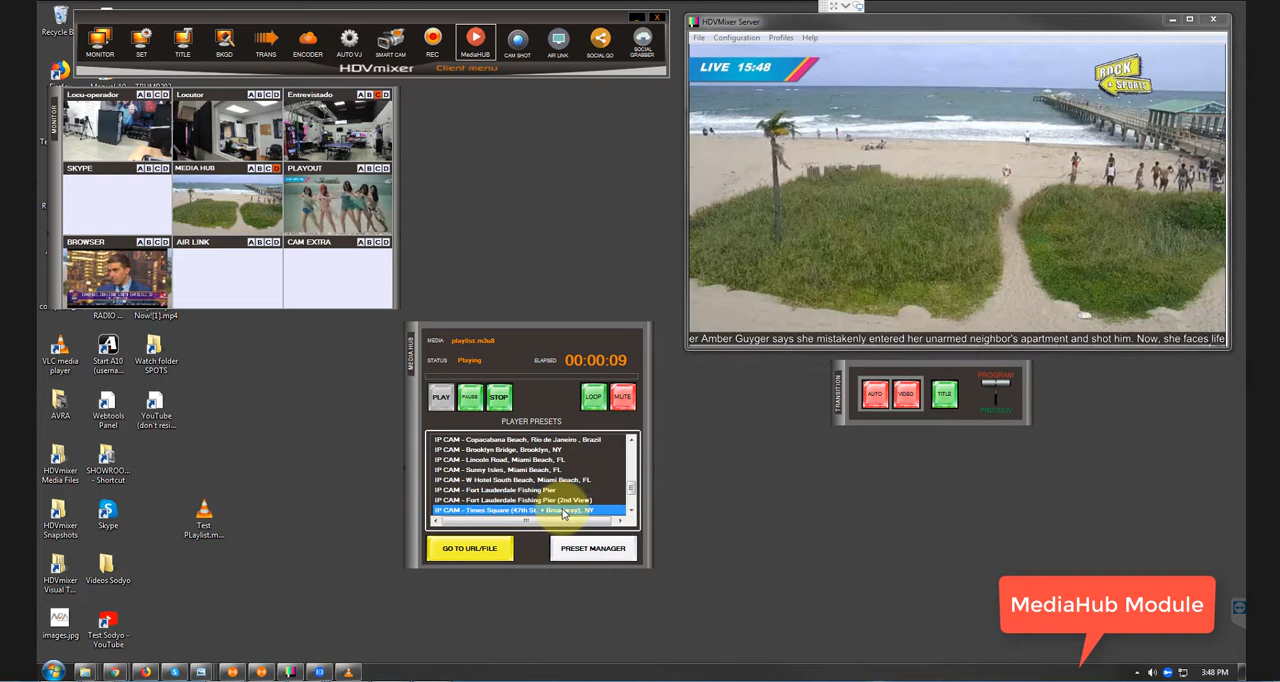 Recycle B
MONITOR
SET
TITLE
BKGD
TRANS
ENCODER
AUTO VJ
SMART CAM
REC
MediaHUB
CAM SHOT
AIR LINK
SOCIAL GO
SOCIAL GRABBER
HDVmixer
Client menu
HDVMixer Server
File Configuration Profiles Help
LIVE 15:48
ROCK
SPORTS
er Amber Guyger says she mistakenly entered her unarmed neighbor's apartment and shot him. Now, she faces life
MONITOR
Locu-operador A B C D
Locutor A B C D
Entrevistado A B C D
SKYPE A B C D
MEDIA HUB A B C D
PLAYOUT A B C D
BROWSER A B C D
AIR LINK A B C D
CAM EXTRA A B C D
RADIO
Now![1].mp4
VLC media player
Start A10 (userna...
Watch folder SPOTS
AVRA
Webtools Panel
YouTube (don't resi...
HDVmixer Media Files
SHOWROO... - Shortcut
HDVmixer Snapshots
Skype
Test PLaylist.m...
HDVmixer Visual T...
Videos Sodyo
images.jpg
Test Sodyo - YouTube
MEDIA HUB
MEDIA playlist.m3u8
STATUS Playing ELAPSED 00:00:09
PLAY
PAUSE
STOP
LOOP
MUTE
PLAYER PRESETS
IP CAM - Copacabana Beach, Rio de Janeiro , Brazil
IP CAM - Brooklyn Bridge, Brooklyn, NY
IP CAM - Lincoln Road, Miami Beach, FL
IP CAM - Sunny Isles, Miami Beach, FL
IP CAM - W Hotel South Beach, Miami Beach, FL
IP CAM - Fort Lauderdale Fishing Pier
IP CAM - Fort Lauderdale Fishing Pier (2nd View)
IP CAM - Times Square (47th St. + Broadway), NY
GO TO URL/FILE
PRESET MANAGER
TRANSITION
AUTO
VIDEO
TITLE
PROGRAM
PREVIEW
MediaHub Module
3:48 PM